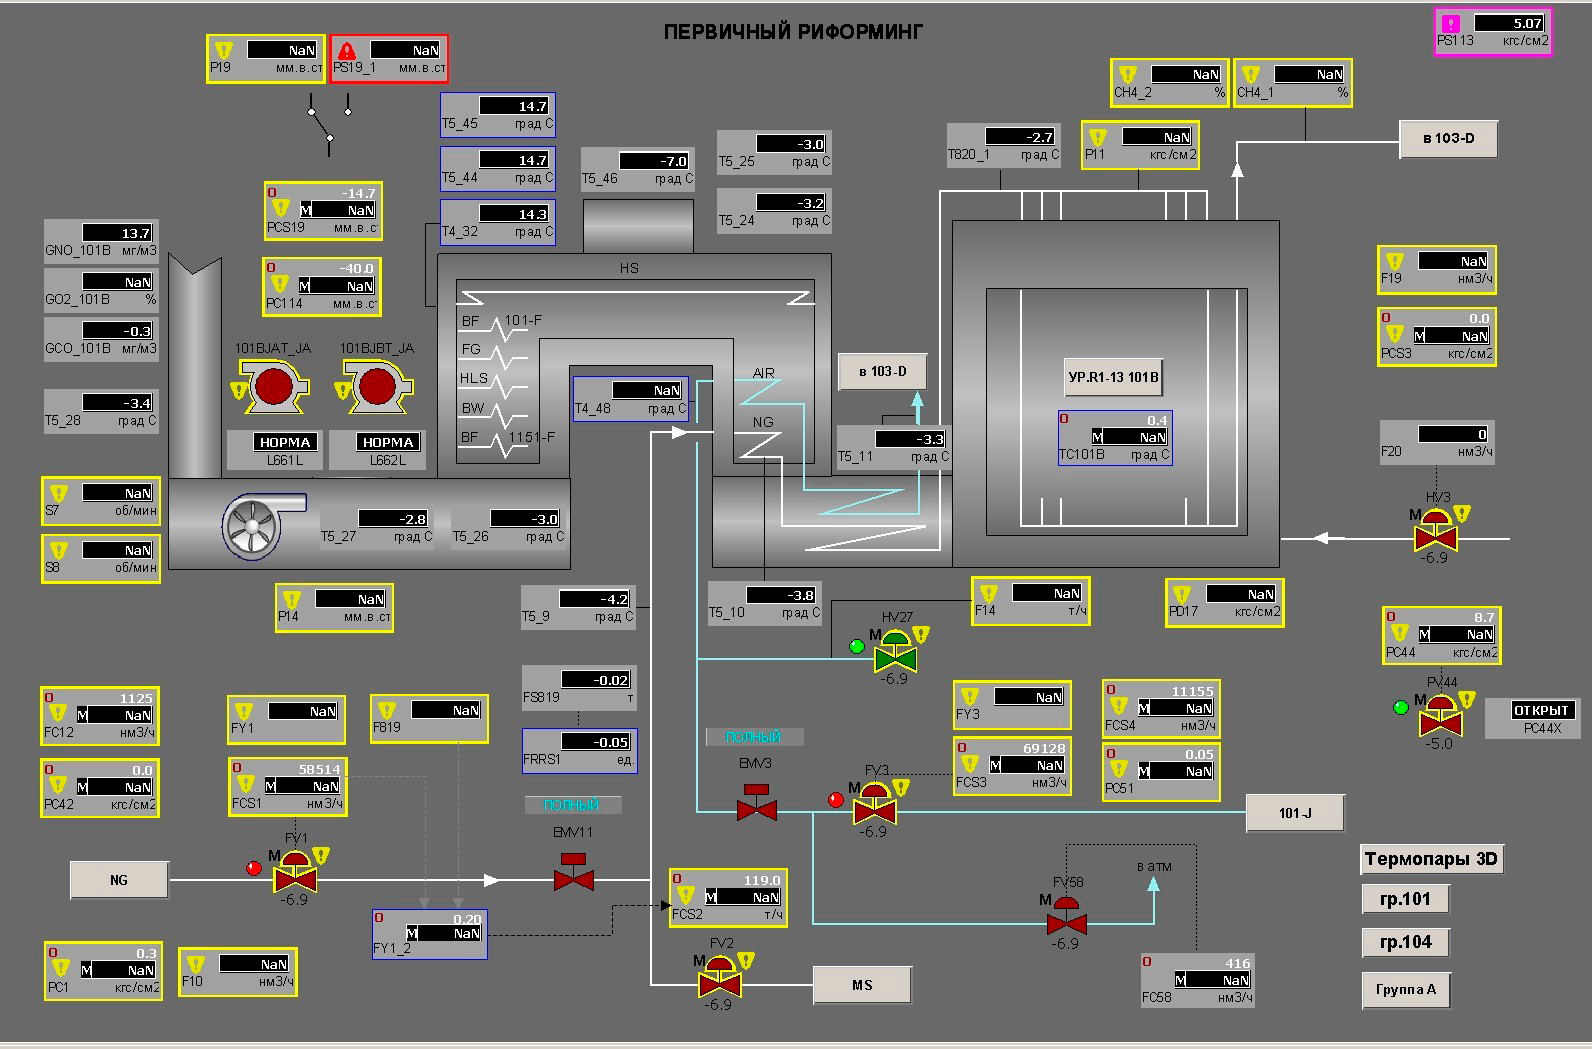 ПЕРВИЧНЫЙ РИФОРМИНГ
5.07
PS113 кгс/см2
NaN
P19 мм.в.ст
NaN
PS19_1 мм.в.ст
NaN
CH4_2 %
NaN
CH4_1 %
14.7
T5_45 град C
14.7
T5_44 град C
14.3
T4_32 град C
-7.0
T5_46 град C
-3.0
T5_25 град C
-3.2
T5_24 град C
-2.7
T820_1 град C
NaN
P11 кгс/см2
в 103-D
O -14.7
M NaN
PCS19 мм.в.с
O -40.0
M NaN
PC114 мм.в.с
13.7
GNO_101B мг/м3
NaN
GO2_101B %
-0.3
GCO_101B мг/м3
-3.4
T5_28 град C
101BJAT_JA
101BJBT_JA
НОРМА
L661L
НОРМА
L662L
HS
BF 101-F
FG
HLS
BW
BF 1151-F
AIR
NG
NaN
T4_48 град C
в 103-D
-3.3
T5_11 град C
УР.R1-13 101B
O 0.4
M NaN
TC101B град C
NaN
F19 нм3/ч
O 0.0
M NaN
PCS3 кгс/см2
0
F20 нм3/ч
HV3
M
-6.9
NaN
S7 об/мин
NaN
S8 об/мин
-2.8
T5_27 град C
-3.0
T5_26 град C
NaN
P14 мм.в.ст
-4.2
T5_9 град C
-3.8
T5_10 град C
NaN
F14 т/ч
NaN
PD17 кгс/см2
HV27
M
-6.9
O 8.7
M NaN
PC44 кгс/см2
PV44
M
-5.0
ОТКРЫТ
PC44X
-0.02
FS819 т
-0.05
FRRS1 ед.
O 1125
M NaN
FC12 нм3/ч
O 0.0
M NaN
PC42 кгс/см2
NaN
FY1
NaN
F819
O 58514
M NaN
FCS1 нм3/ч
NaN
FY3
O 69128
M NaN
FCS3 нм3/ч
O 11155
M NaN
FCS4 нм3/ч
O 0.05
M NaN
PC51
ПОЛНЫЙ
EMV3
FV3
M
-6.9
101-J
ПОЛНЫЙ
EMV11
FV1
M
-6.9
NG
O 119.0
M NaN
FCS2 т/ч
O 0.20
M NaN
FY1_2
в атм
FV58
M
-6.9
O 416
M NaN
FC58 нм3/ч
FV2
M
-6.9
MS
O 0.3
M NaN
PC1 кгс/см2
NaN
F10 нм3/ч
Термопары 3D
гр.101
гр.104
Группа А